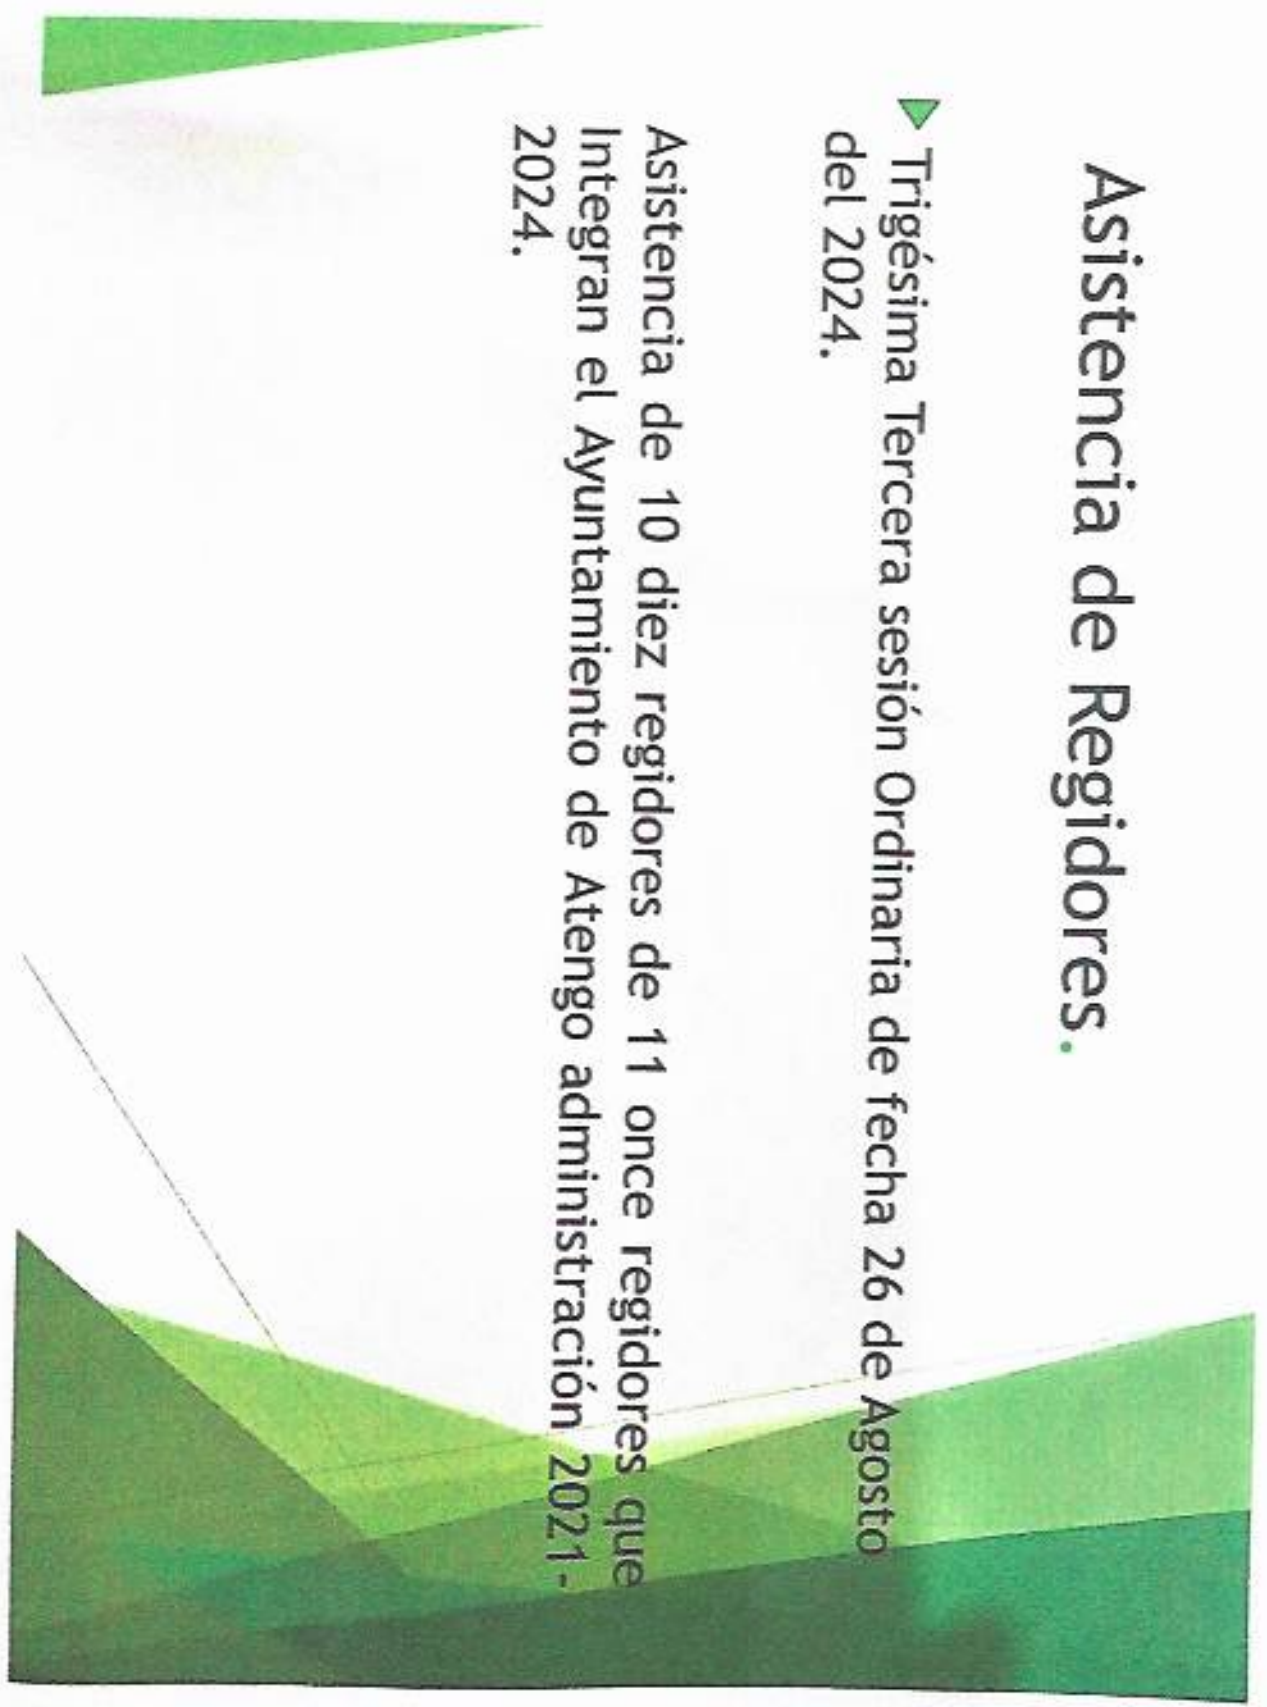 Asistencia de Regidores.
Trigésima Tercera sesión Ordinaria de fecha 26 de Agosto
del 2024.
Asistencia de 10 diez regidores de 11 once regidores que
Integran el Ayuntamiento de Atengo administración 2021-
2024.